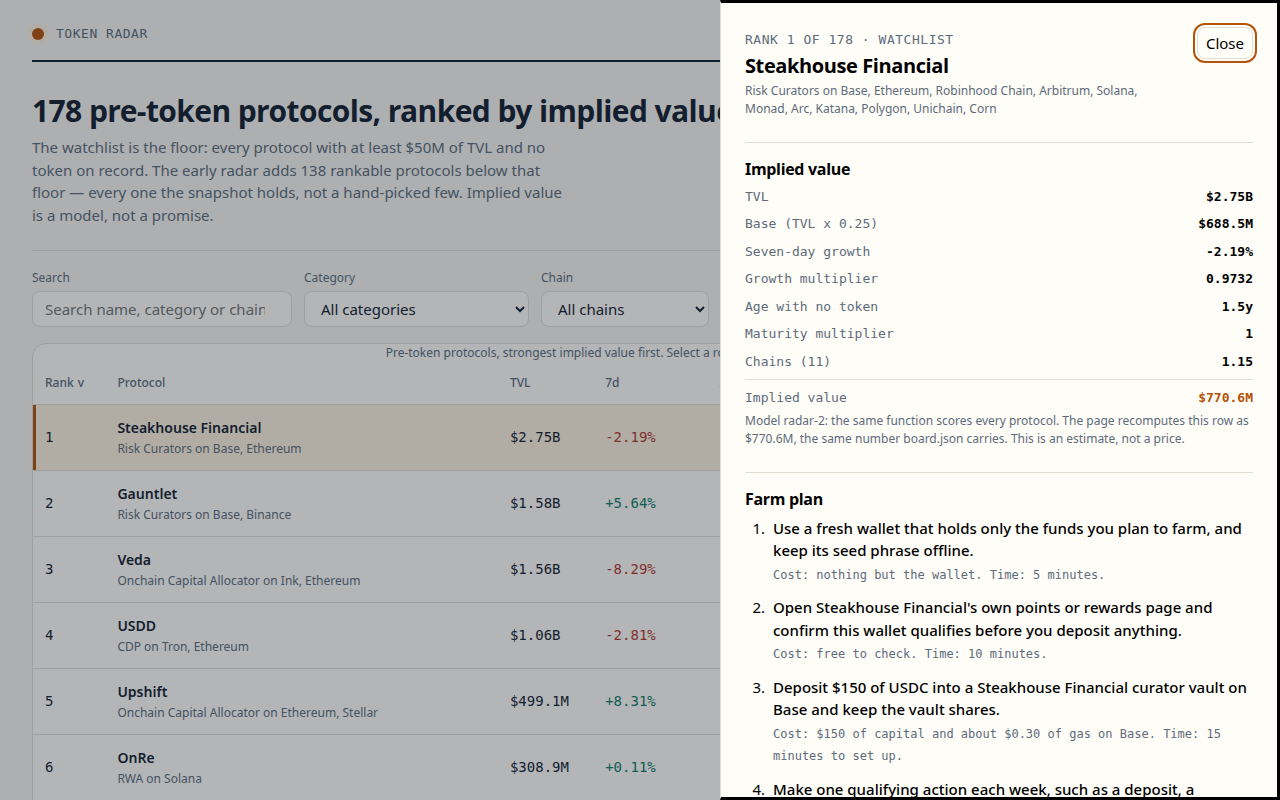 TOKEN RADAR
178 pre-token protocols, ranked by implied value
The watchlist is the floor: every protocol with at least $50M of TVL and no
token on record. The early radar adds 138 rankable protocols below that
floor — every one the snapshot holds, not a hand-picked few. Implied value
is a model, not a promise.
Search Category Chain
Search name, category or chain All categories All chains
Pre-token protocols, strongest implied value first. Select a
Rank v Protocol TVL 7d
1 Steakhouse Financial $2.75B -2.19%
Risk Curators on Base, Ethereum
2 Gauntlet $1.58B +5.64%
Risk Curators on Base, Binance
3 Veda $1.56B -8.29%
Onchain Capital Allocator on Ink, Ethereum
4 USDD $1.06B -2.81%
CDP on Tron, Ethereum
5 Upshift $499.1M +8.31%
Onchain Capital Allocator on Ethereum, Stellar
6 OnRe $308.9M +0.11%
RWA on Solana
RANK 1 OF 178 · WATCHLIST
Close
Steakhouse Financial
Risk Curators on Base, Ethereum, Robinhood Chain, Arbitrum, Solana,
Monad, Arc, Katana, Polygon, Unichain, Corn
Implied value
TVL $2.75B
Base (TVL x 0.25) $688.5M
Seven-day growth -2.19%
Growth multiplier 0.9732
Age with no token 1.5y
Maturity multiplier 1
Chains (11) 1.15
Implied value $770.6M
Model radar-2: the same function scores every protocol. The page recomputes this row as
$770.6M, the same number board.json carries. This is an estimate, not a price.
Farm plan
1. Use a fresh wallet that holds only the funds you plan to farm, and
keep its seed phrase offline.
Cost: nothing but the wallet. Time: 5 minutes.
2. Open Steakhouse Financial's own points or rewards page and
confirm this wallet qualifies before you deposit anything.
Cost: free to check. Time: 10 minutes.
3. Deposit $150 of USDC into a Steakhouse Financial curator vault on
Base and keep the vault shares.
Cost: $150 of capital and about $0.30 of gas on Base. Time: 15
minutes to set up.
4. Make one qualifying action each week, such as a deposit, a